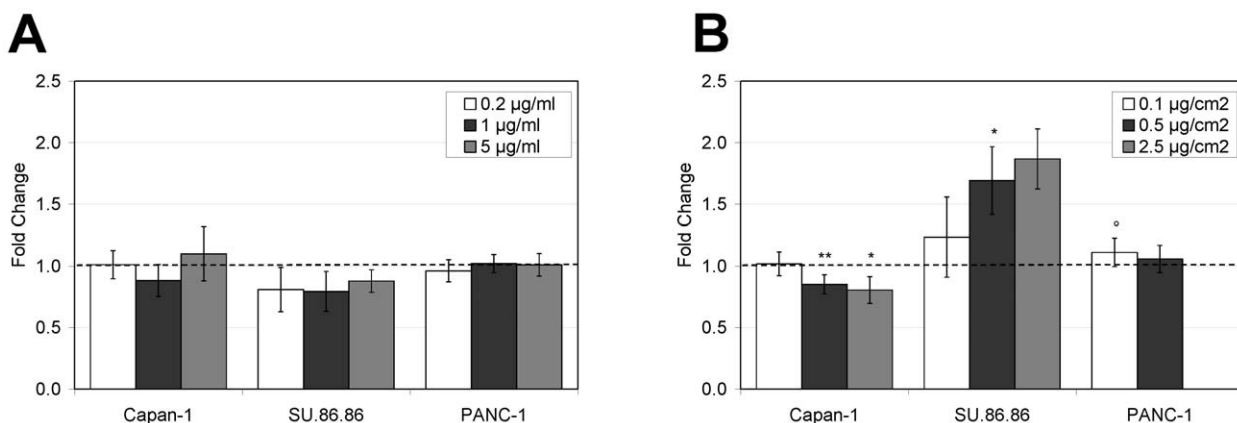 A
2.5
2.0
1.5
1.0
0.5
0.0
Fold Change
0.2 µg/ml
1 µg/ml
5 µg/ml
Capan-1
SU.86.86
PANC-1
B
2.5
2.0
1.5
1.0
0.5
0.0
Fold Change
0.1 µg/cm2
0.5 µg/cm2
2.5 µg/cm2
**
*
*
°
Capan-1
SU.86.86
PANC-1